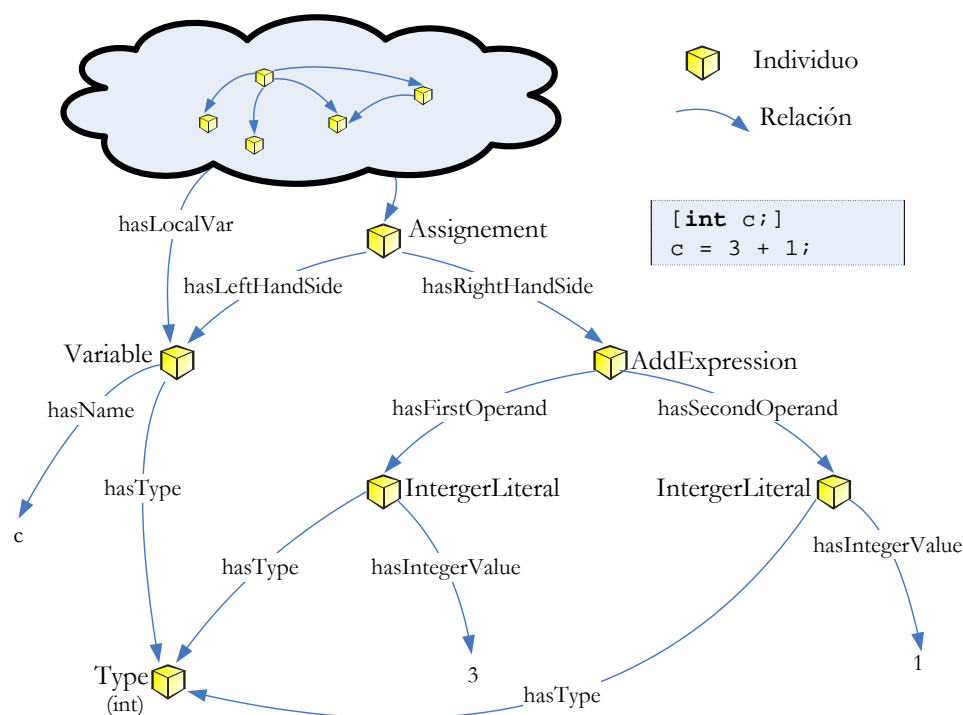 Individuo
Relación
[int c;]
c = 3 + 1;
hasLocalVar
Assignement
hasLeftHandSide
hasRightHandSide
Variable
AddExpression
hasName
hasFirstOperand
hasSecondOperand
hasType
IntergerLiteral
IntergerLiteral
c
hasType
hasIntegerValue
hasIntegerValue
3
1
Type
(int)
hasType